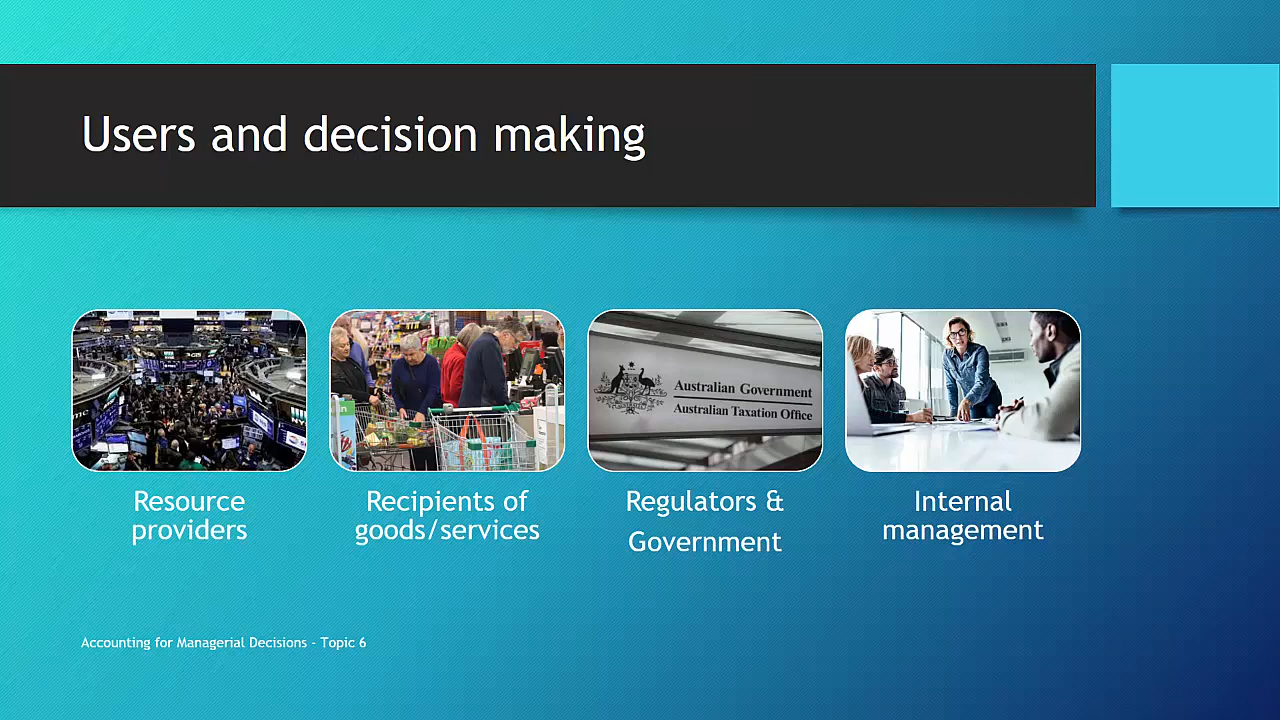 Users and decision making
Australian Government
Australian Taxation Office
Resource
providers
Recipients of
goods/services
Regulators &
Government
Internal
management
Accounting for Managerial Decisions - Topic 6